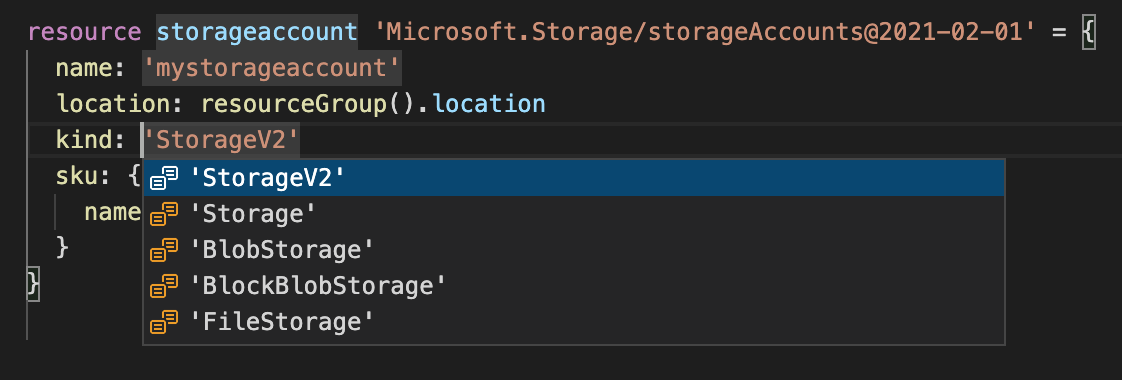 resource storageaccount 'Microsoft.Storage/storageAccounts@2021-02-01' = {
name: 'mystorageaccount'
location: resourceGroup().location
kind: 'StorageV2'
sku: {
'StorageV2'
'Storage'
name
'BlobStorage'
}
'BlockBlobStorage'
}
'FileStorage'